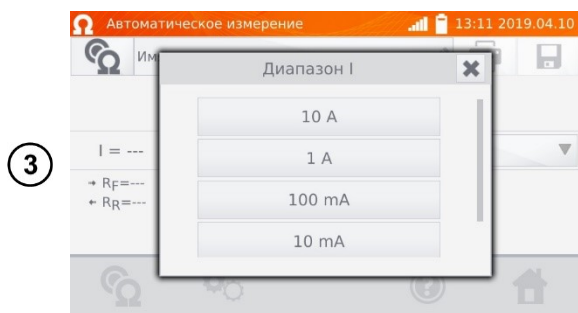 Автоматическое измерение 13:11 2019.04.10
Им
Диапазон I
10 A
1 A
100 mA
10 mA
3
I = ---
→ RF=---
← RR=---